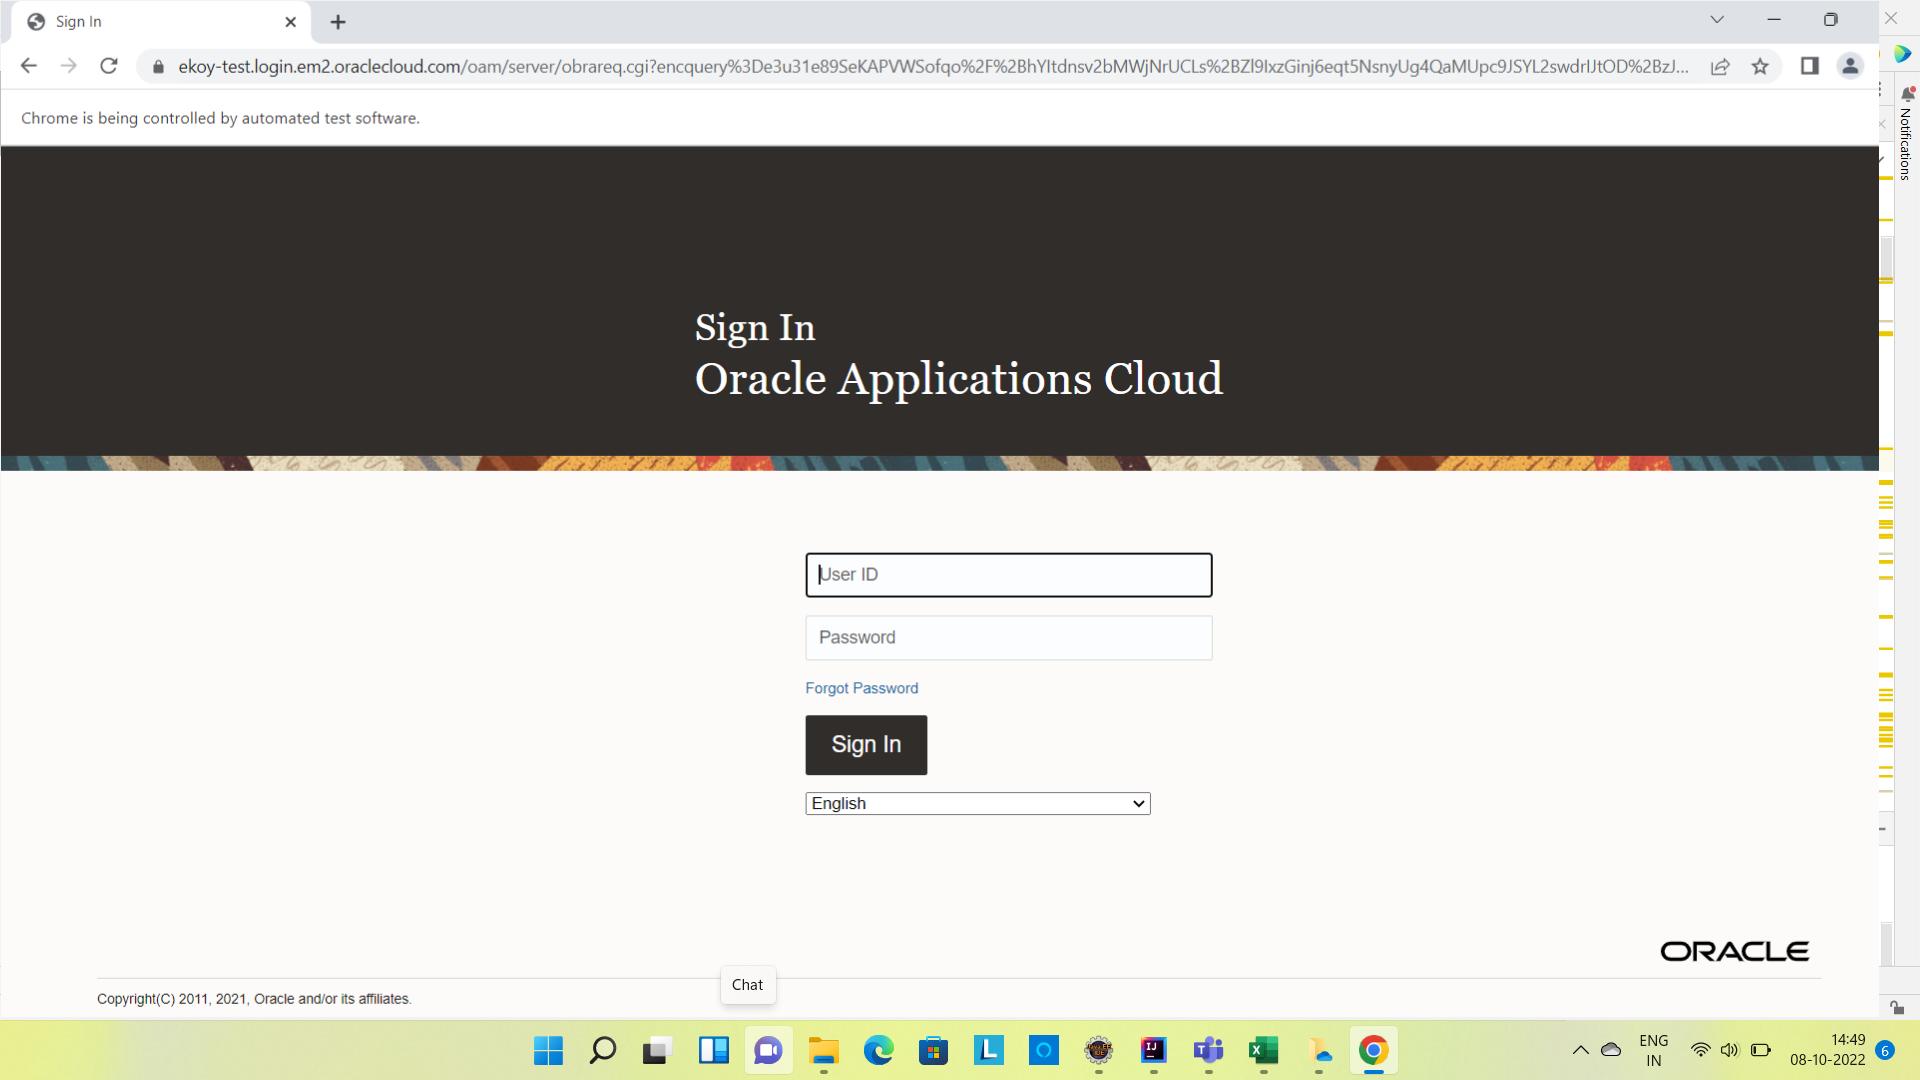 Sign In
ekoy-test.login.em2.oraclecloud.com/oam/server/obrareq.cgi?encquery%3De3u31e89SeKAPVWSofqo%2F%2BhYItdnsv2bMWjNrUCLs%2BZl9IxzGinj6eqt5NsnyUg4QaMUpc9JSYL2swdrIJtOD%2BzJ...
Chrome is being controlled by automated test software.
Notifications
Sign In
Oracle Applications Cloud
User ID
Password
Forgot Password
Sign In
English
ORACLE
Chat
Copyright(C) 2011, 2021, Oracle and/or its affiliates.
ENG
IN
14:49
08-10-2022
6